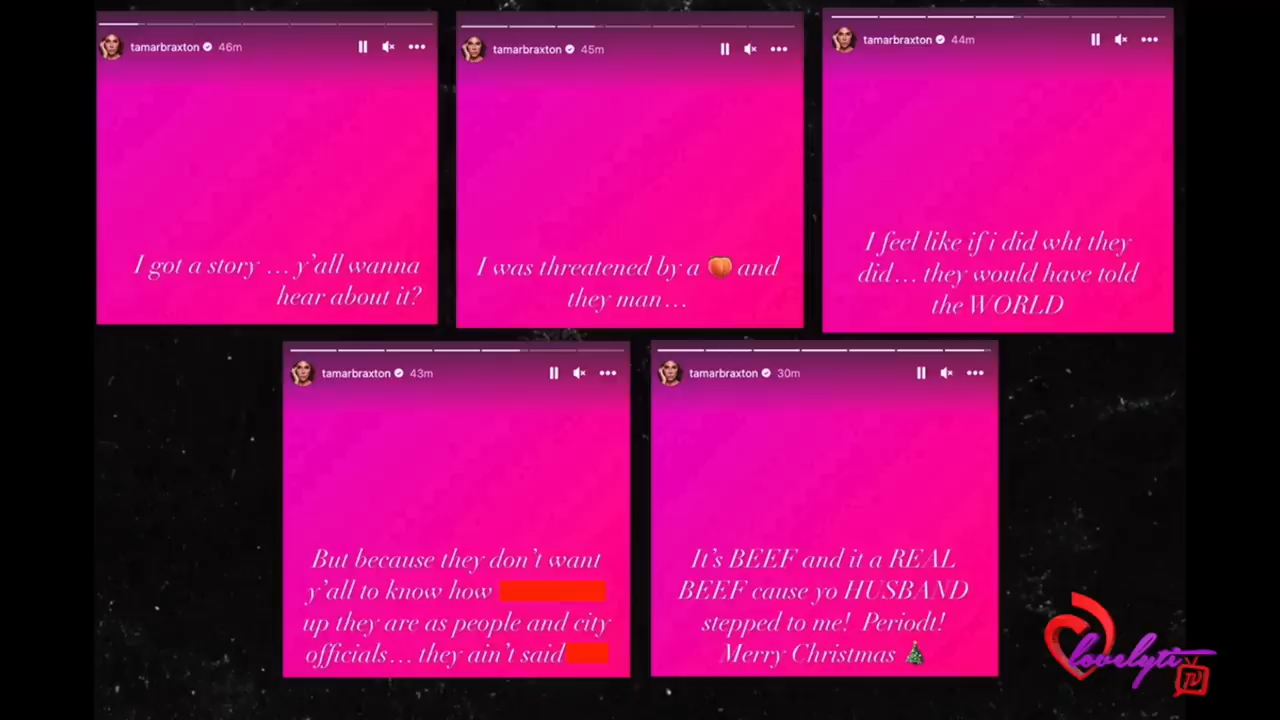 tamarbraxton 46m
I got a story ... y'all wanna
hear about it?
tamarbraxton 45m
I was threatened by a 🍑 and
they man...
tamarbraxton 44m
I feel like if i did wht they
did... they would have told
the WORLD
tamarbraxton 43m
But because they don't want
y'all to know how
up they are as people and city
officials... they ain't said
tamarbraxton 30m
It's BEEF and it a REAL
BEEF cause yo HUSBAND
stepped to me! Periodt!
Merry Christmas 🎄
lovelyti
TV